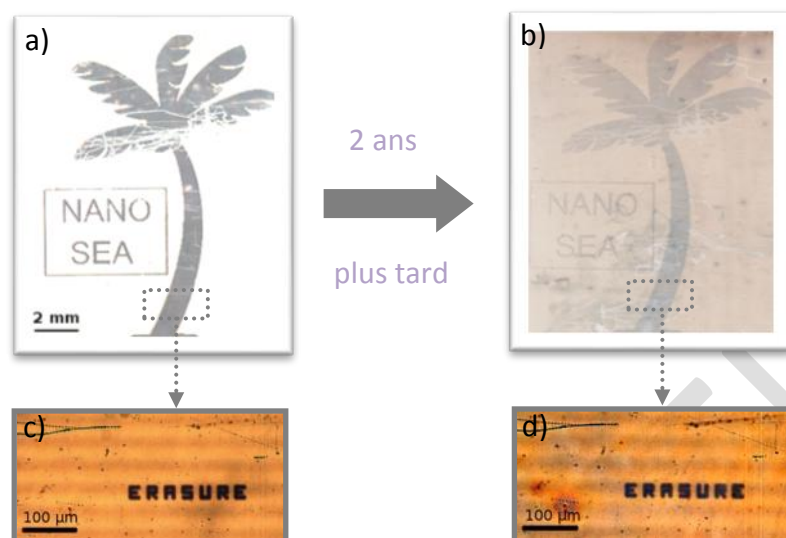 a)
NANO
SEA
2 mm
2 ans
plus tard
b)
NANO
SEA
c)
ERASURE
100 µm
d)
ERASURE
100 µm